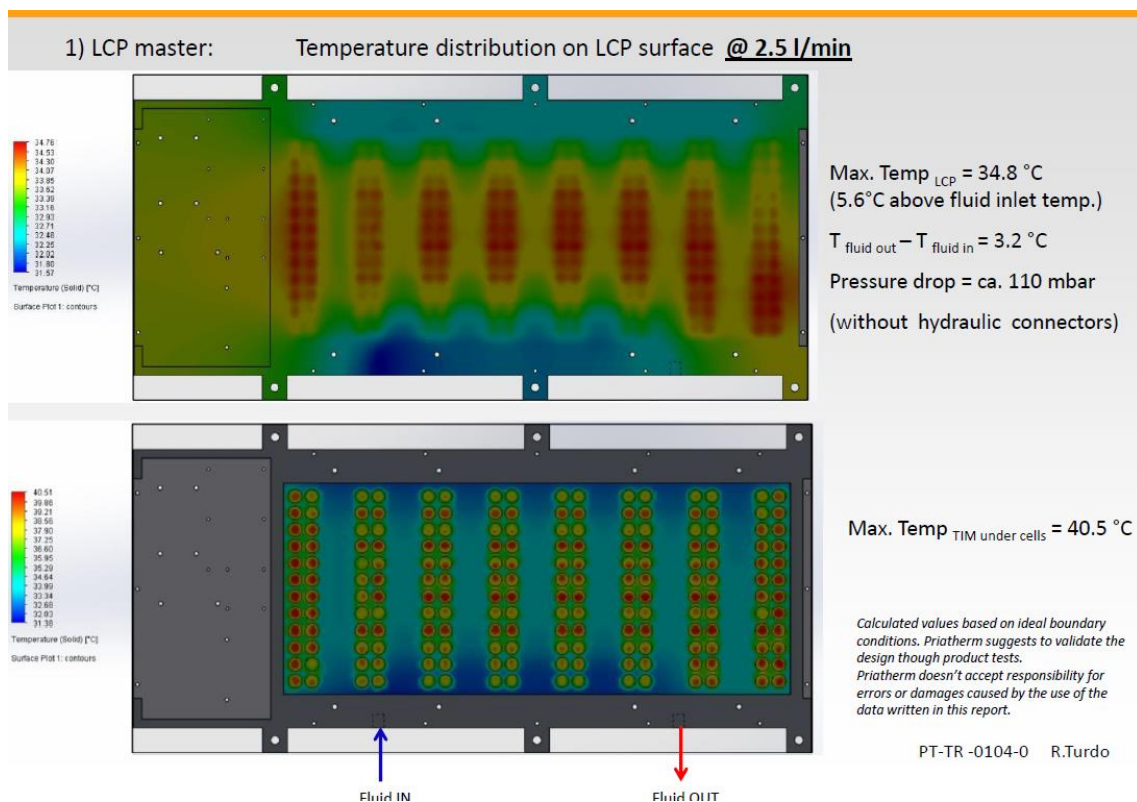 1) LCP master: Temperature distribution on LCP surface @ 2.5 l/min
34.76
34.53
34.30
34.07
33.85
33.62
33.39
33.16
32.93
32.71
32.48
32.25
32.02
31.80
31.57
Temperature (Solid) [°C]
Surface Plot 1: contours
Max. Temp LCP = 34.8 °C
(5.6°C above fluid inlet temp.)
T fluid out – T fluid in = 3.2 °C
Pressure drop = ca. 110 mbar
(without hydraulic connectors)
40.51
39.86
39.21
38.56
37.90
37.25
36.60
35.95
35.29
34.64
33.99
33.34
32.68
32.03
31.38
Temperature (Solid) [°C]
Surface Plot 1: contours
Max. Temp TIM under cells = 40.5 °C
Calculated values based on ideal boundary
conditions. Priatherm suggests to validate the
design though product tests.
Priatherm doesn't accept responsibility for
errors or damages caused by the use of the
data written in this report.
PT-TR -0104-0 R.Turdo
Fluid IN
Fluid OUT